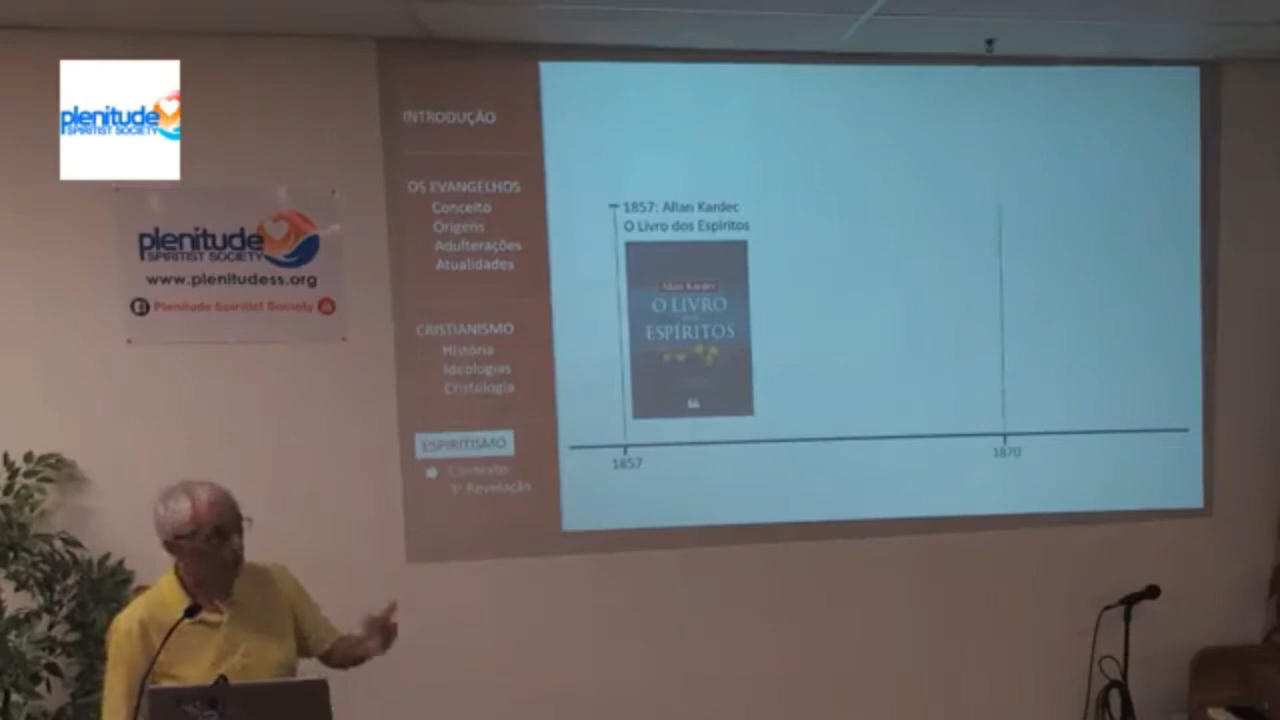 plenitude
SPIRITIST SOCIETY
plenitude
SPIRITIST SOCIETY
www.plenitudess.org
Plenitude Spiritist Society
INTRODUÇÃO
OS EVANGELHOS
Conceito
Origens
Adulterações
Atualidades
CRISTIANISMO
História
Ideologias
Cristologia
ESPIRITISMO
Contexto
3ª Revelação
1857: Allan Kardec
O Livro dos Espíritos
Allan Kardec
O LIVRO
DOS
ESPÍRITOS
1857
1870